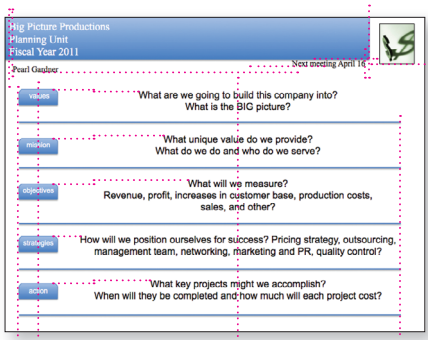 Big Picture Productions
Planning Unit
Fiscal Year 2011
Pearl Gardner
Next meeting April 16
values
What are we going to build this company into?
What is the BIG picture?
mission
What unique value do we provide?
What do we do and who do we serve?
objectives
What will we measure?
Revenue, profit, increases in customer base, production costs,
sales, and other?
strategies
How will we position ourselves for success? Pricing strategy, outsourcing,
management team, networking, marketing and PR, quality control?
action
What key projects might we accomplish?
When will they be completed and how much will each project cost?